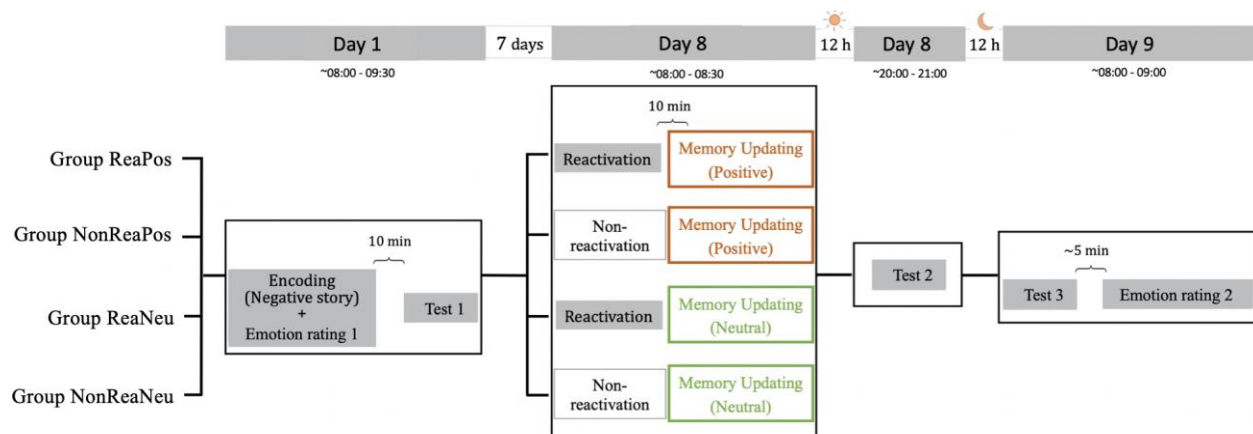 Day 1
7 days
Day 8
12 h
Day 8
12 h
Day 9
~08:00 - 09:30
~08:00 - 08:30
~20:00 - 21:00
~08:00 - 09:00
Group ReaPos
Group NonReaPos
Group ReaNeu
Group NonReaNeu
Encoding
(Negative story)
+
Emotion rating 1
10 min
Test 1
10 min
Reactivation
Memory Updating
(Positive)
Non-
reactivation
Memory Updating
(Positive)
Reactivation
Memory Updating
(Neutral)
Non-
reactivation
Memory Updating
(Neutral)
Test 2
~5 min
Test 3
Emotion rating 2